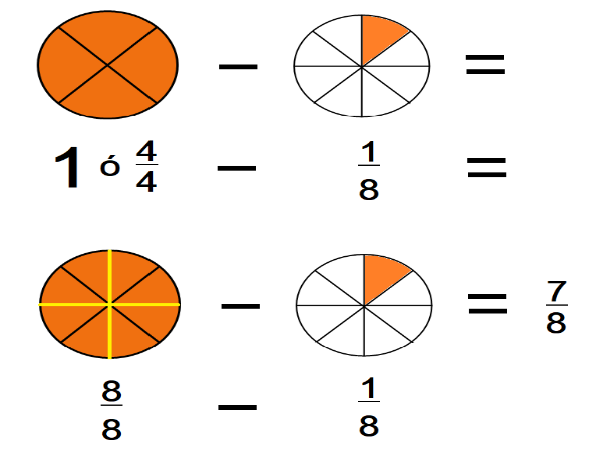 − =
1 ó 4/4 − 1/8 =
− = 7/8
8/8 − 1/8